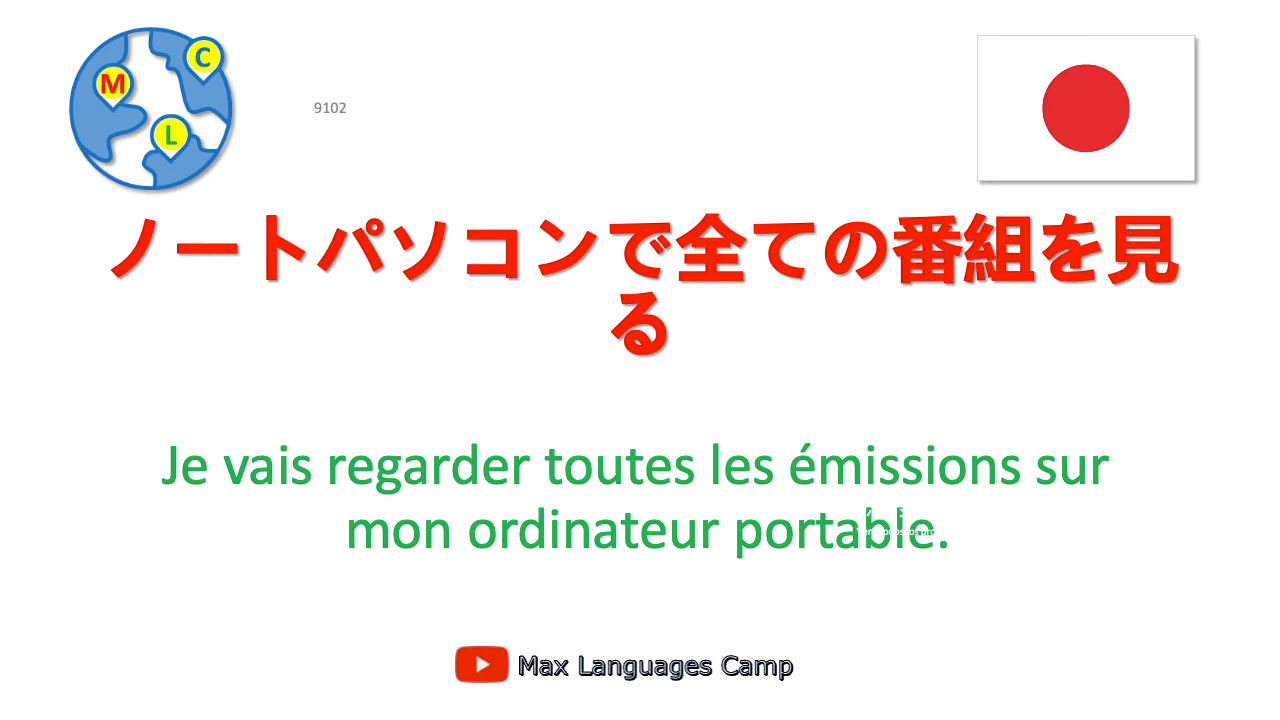 M
C
L
9102
ノートパソコンで全ての番組を見
る
Je vais regarder toutes les émissions sur
mon ordinateur portable.
Max Languages Camp